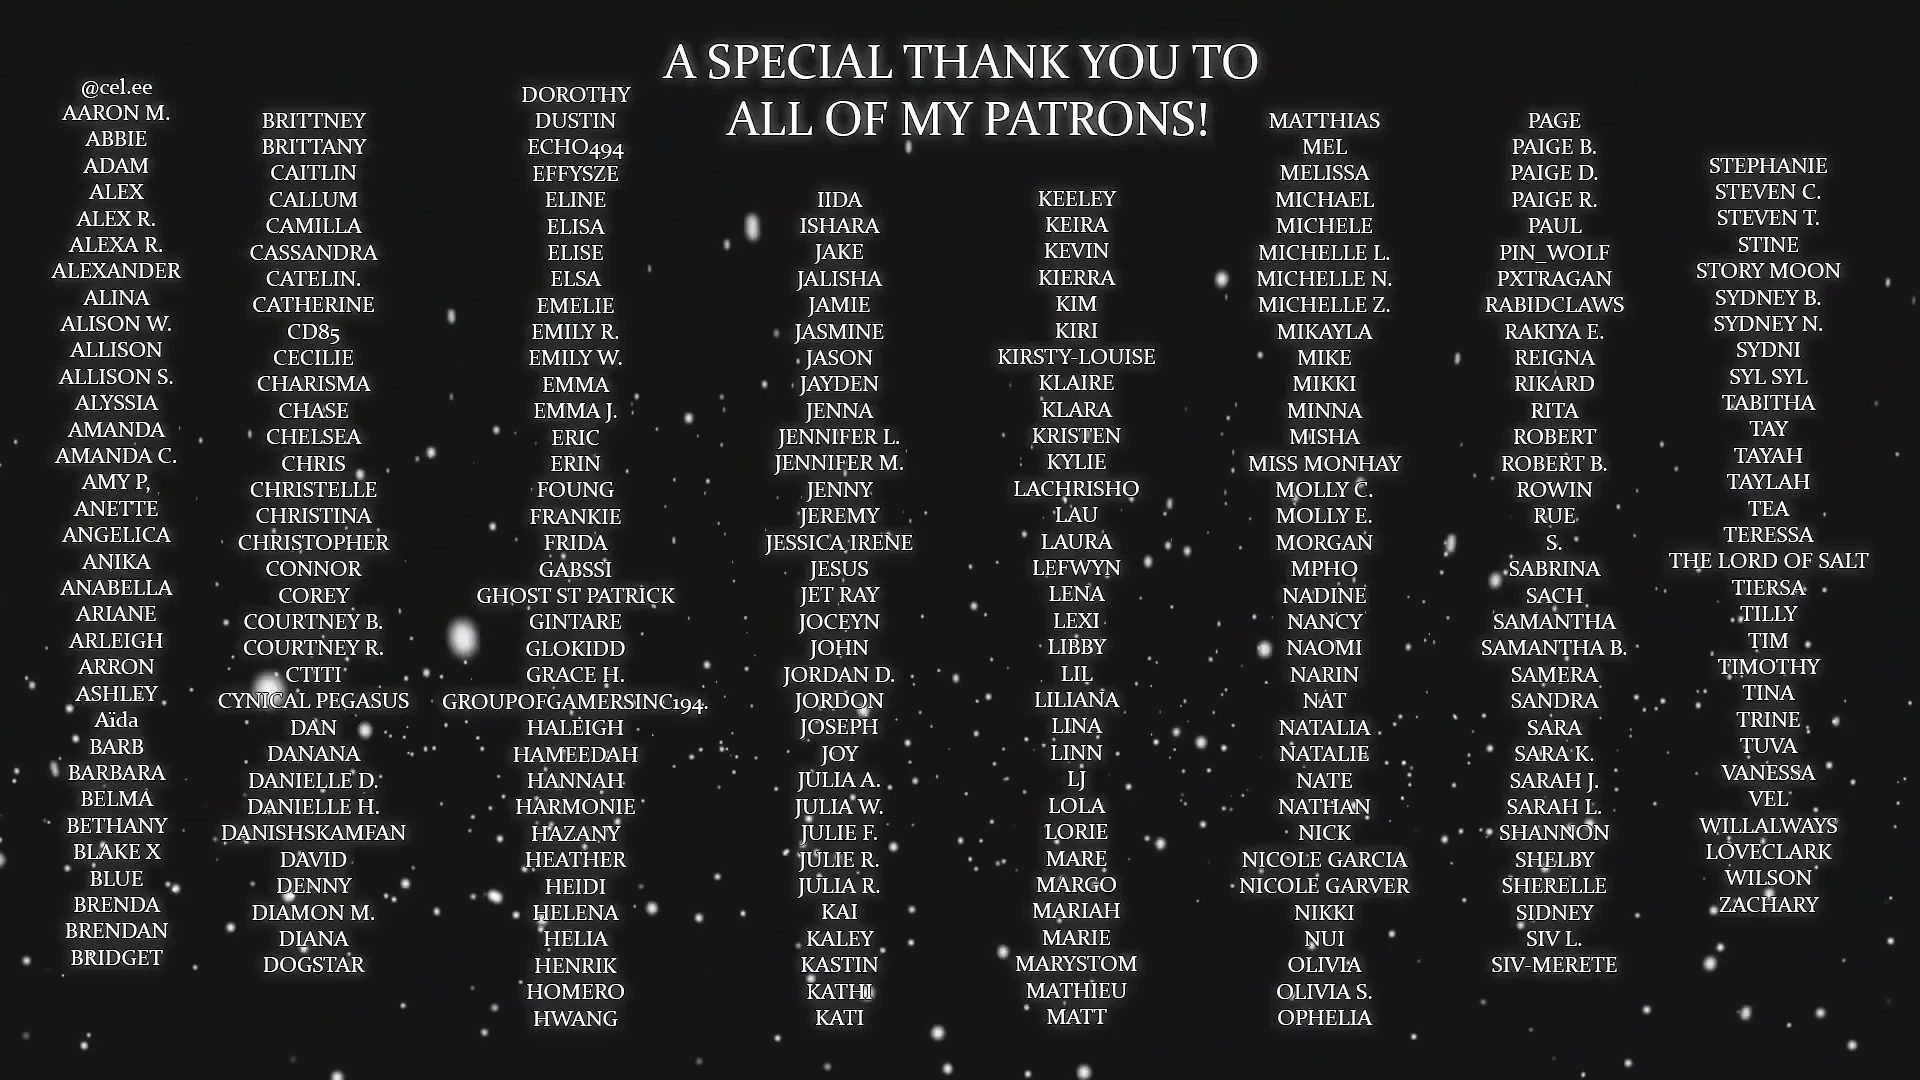 A SPECIAL THANK YOU TO
ALL OF MY PATRONS!
@cel.ee
AARON M.
ABBIE
ADAM
ALEX
ALEX R.
ALEXA R.
ALEXANDER
ALINA
ALISON W.
ALLISON
ALLISON S.
ALYSSIA
AMANDA
AMANDA C.
AMY P,
ANETTE
ANGELICA
ANIKA
ANABELLA
ARIANE
ARLEIGH
ARRON
ASHLEY
Aïda
BARB
BARBARA
BELMA
BETHANY
BLAKE X
BLUE
BRENDA
BRENDAN
BRIDGET
BRITTNEY
BRITTANY
CAITLIN
CALLUM
CAMILLA
CASSANDRA
CATELIN.
CATHERINE
CD85
CECILIE
CHARISMA
CHASE
CHELSEA
CHRIS
CHRISTELLE
CHRISTINA
CHRISTOPHER
CONNOR
COREY
COURTNEY B.
COURTNEY R.
CTITI
CYNICAL PEGASUS
DAN
DANANA
DANIELLE D.
DANIELLE H.
DANISHSKAMFAN
DAVID
DENNY
DIAMON M.
DIANA
DOGSTAR
DOROTHY
DUSTIN
ECHO494
EFFYSZE
ELINE
ELISA
ELISE
ELSA
EMELIE
EMILY R.
EMILY W.
EMMA
EMMA J.
ERIC
ERIN
FOUNG
FRANKIE
FRIDA
GABSSI
GHOST ST PATRICK
GINTARE
GLOKIDD
GRACE H.
GROUPOFGAMERSINC194.
HALEIGH
HAMEEDAH
HANNAH
HARMONIE
HAZANY
HEATHER
HEIDI
HELENA
HELIA
HENRIK
HOMERO
HWANG
IIDA
ISHARA
JAKE
JALISHA
JAMIE
JASMINE
JASON
JAYDEN
JENNA
JENNIFER L.
JENNIFER M.
JENNY
JEREMY
JESSICA IRENE
JESUS
JET RAY
JOCEYN
JOHN
JORDAN D.
JORDON
JOSEPH
JOY
JULIA A.
JULIA W.
JULIE F.
JULIE R.
JULIA R.
KAI
KALEY
KASTIN
KATHI
KATI
KEELEY
KEIRA
KEVIN
KIERRA
KIM
KIRI
KIRSTY-LOUISE
KLAIRE
KLARA
KRISTEN
KYLIE
LACHRISHO
LAU
LAURA
LEFWYN
LENA
LEXI
LIBBY
LIL
LILIANA
LINA
LINN
LJ
LOLA
LORIE
MARE
MARGO
MARIAH
MARIE
MARYSTOM
MATHIEU
MATT
MATTHIAS
MEL
MELISSA
MICHAEL
MICHELE
MICHELLE L.
MICHELLE N.
MICHELLE Z.
MIKAYLA
MIKE
MIKKI
MINNA
MISHA
MISS MONHAY
MOLLY C.
MOLLY E.
MORGAN
MPHO
NADINE
NANCY
NAOMI
NARIN
NAT
NATALIA
NATALIE
NATE
NATHAN
NICK
NICOLE GARCIA
NICOLE GARVER
NIKKI
NUI
OLIVIA
OLIVIA S.
OPHELIA
PAGE
PAIGE B.
PAIGE D.
PAIGE R.
PAUL
PIN_WOLF
PXTRAGAN
RABIDCLAWS
RAKIYA E.
REIGNA
RIKARD
RITA
ROBERT
ROBERT B.
ROWIN
RUE
S.
SABRINA
SACH
SAMANTHA
SAMANTHA B.
SAMERA
SANDRA
SARA
SARA K.
SARAH J.
SARAH L.
SHANNON
SHELBY
SHERELLE
SIDNEY
SIV L.
SIV-MERETE
STEPHANIE
STEVEN C.
STEVEN T.
STINE
STORY MOON
SYDNEY B.
SYDNEY N.
SYDNI
SYL SYL
TABITHA
TAY
TAYAH
TAYLAH
TEA
TERESSA
THE LORD OF SALT
TIERSA
TILLY
TIM
TIMOTHY
TINA
TRINE
TUVA
VANESSA
VEL
WILLALWAYS
LOVECLARK
WILSON
ZACHARY